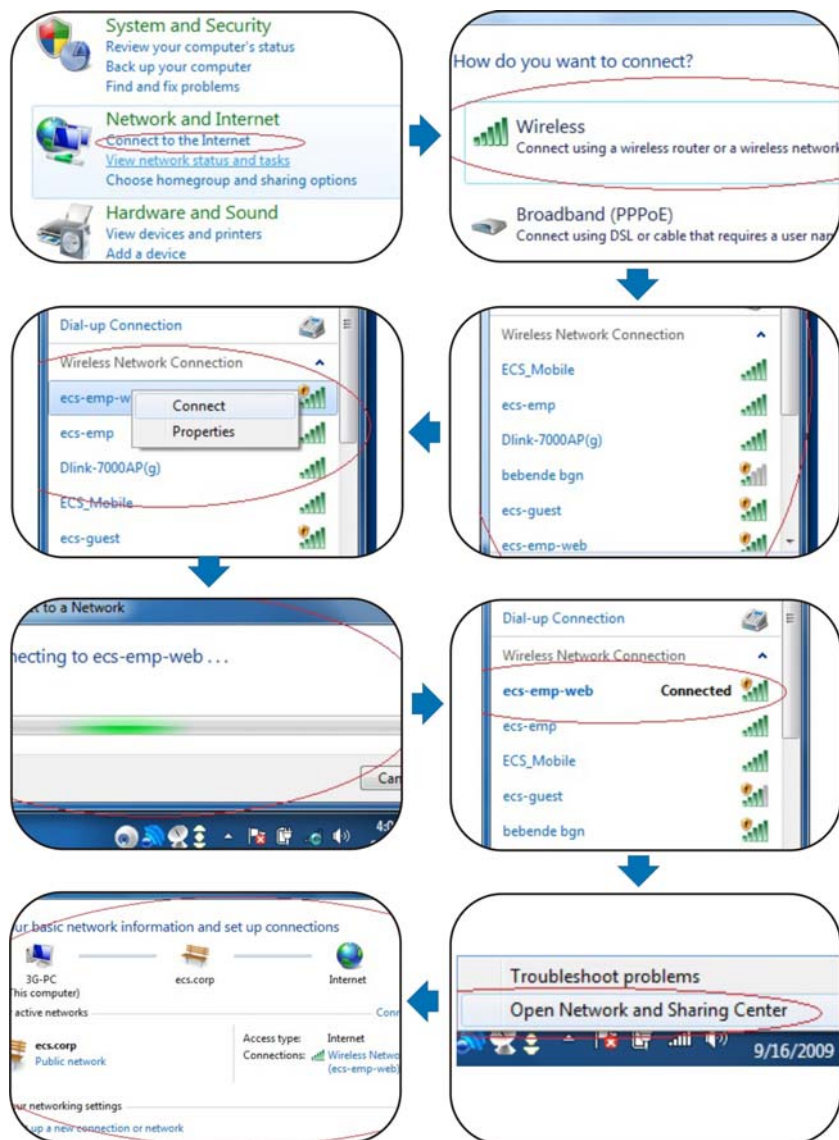 System and Security
Review your computer's status
Back up your computer
Find and fix problems
Network and Internet
Connect to the Internet
View network status and tasks
Choose homegroup and sharing options
Hardware and Sound
View devices and printers
Add a device
How do you want to connect?
Wireless
Connect using a wireless router or a wireless network
Broadband (PPPoE)
Connect using DSL or cable that requires a user nam
Wireless Network Connection
ECS_Mobile
ecs-emp
Dlink-7000AP(g)
bebende bgn
ecs-guest
ecs-emp-web
Dial-up Connection
Wireless Network Connection
ecs-emp-w
Connect
Properties
ecs-emp
Dlink-7000AP(g)
ECS_Mobile
ecs-guest
to a Network
necting to ecs-emp-web ...
Can
4:0
Dial-up Connection
Wireless Network Connection
ecs-emp-web Connected
ecs-emp
ECS_Mobile
ecs-guest
bebende bgn
Troubleshoot problems
Open Network and Sharing Center
9/16/2009
ur basic network information and set up connections
3G-PC ecs.corp Internet
his computer)
active networks Conn
ecs.corp
Public network
Access type: Internet
Connections: Wireless Netwo
(ecs-emp-web)
ur networking settings
up a new connection or network